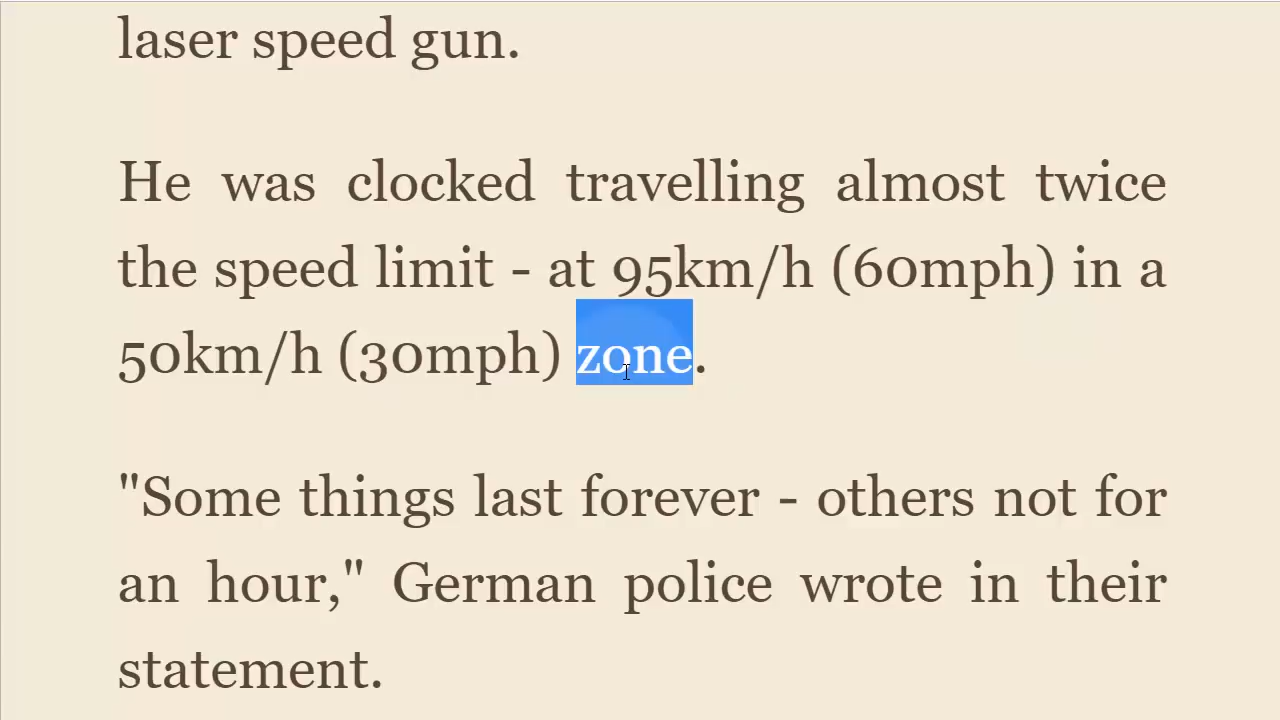 laser speed gun.
He was clocked travelling almost twice
the speed limit - at 95km/h (60mph) in a
50km/h (30mph) zone.
"Some things last forever - others not for
an hour," German police wrote in their
statement.